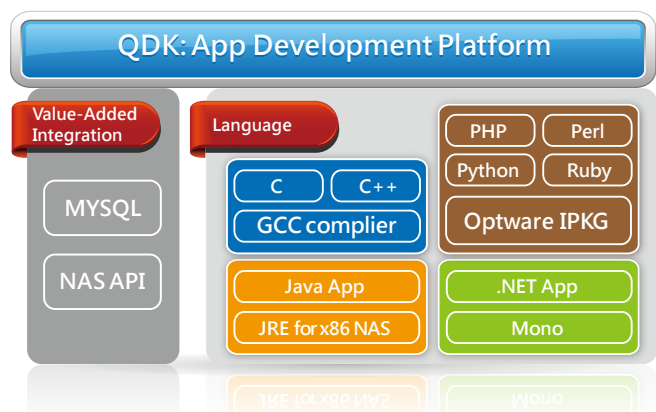 QDK: App Development Platform
Value-Added
Integration
MYSQL
NAS API
Language
C
C++
GCC complier
PHP
Perl
Python
Ruby
Optware IPKG
Java App
JRE for x86 NAS
.NET App
Mono